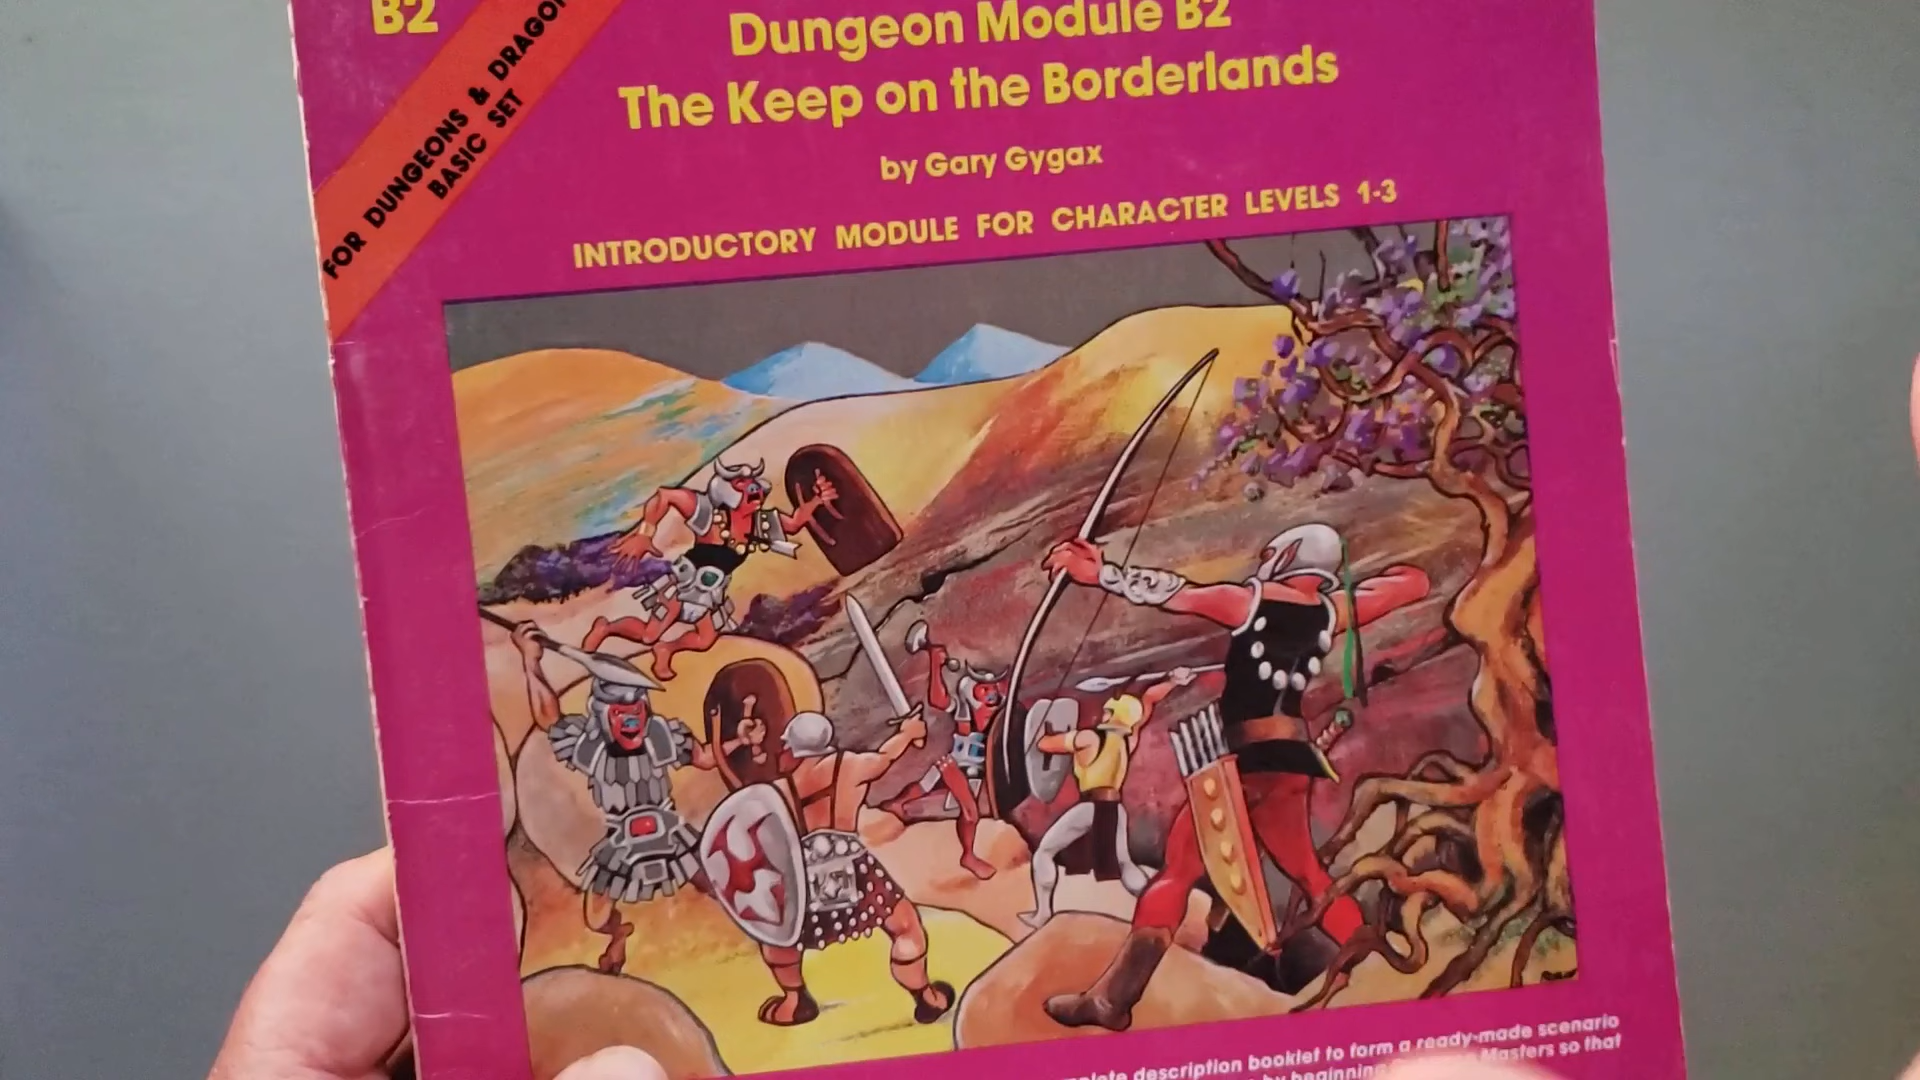 B2
FOR DUNGEONS & DRAGON
BASIC SET
Dungeon Module B2
The Keep on the Borderlands
by Gary Gygax
INTRODUCTORY MODULE FOR CHARACTER LEVELS 1-3
description booklet to form a ready-made scenario
by beginning Masters so that